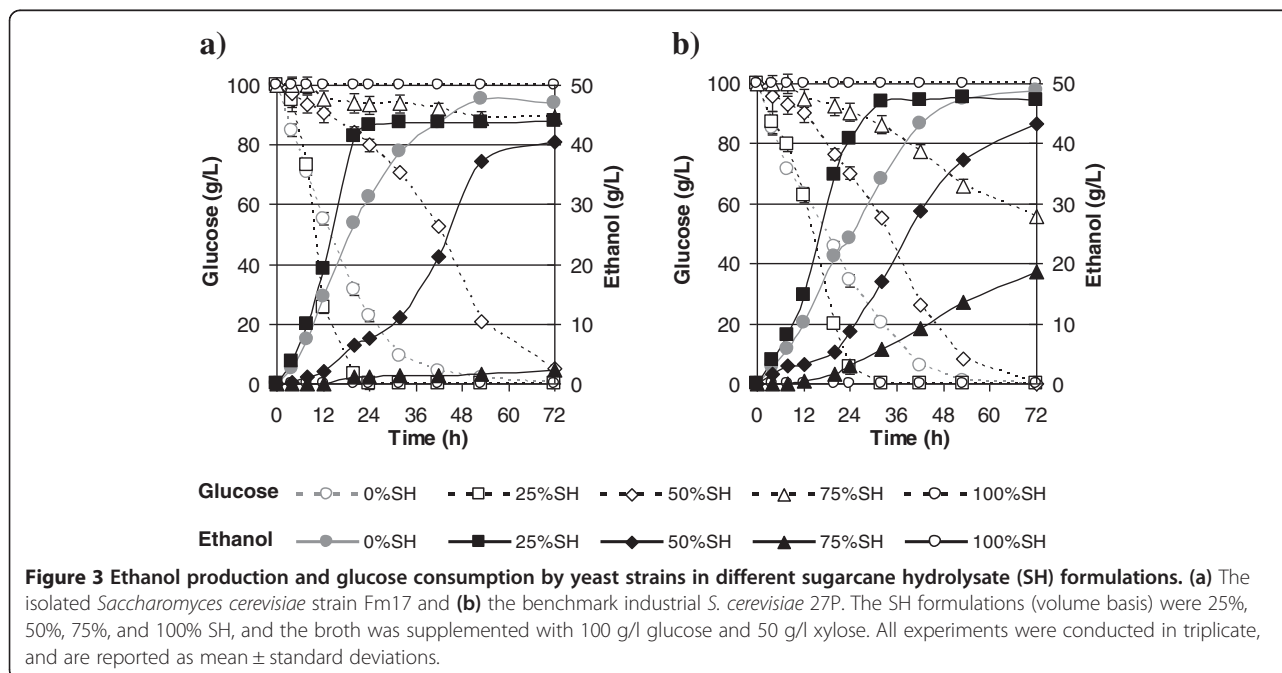 a)
b)
100
80
60
40
20
0
Glucose (g/L)
50
40
30
20
10
0
Ethanol (g/L)
0 12 24 36 48 60 72
Time (h)
100
80
60
40
20
0
Glucose (g/L)
50
40
30
20
10
0
Ethanol (g/L)
0 12 24 36 48 60 72
Time (h)
Glucose 0%SH 25%SH 50%SH 75%SH 100%SH
Ethanol 0%SH 25%SH 50%SH 75%SH 100%SH
Figure 3 Ethanol production and glucose consumption by yeast strains in different sugarcane hydrolysate (SH) formulations. (a) The
isolated Saccharomyces cerevisiae strain Fm17 and (b) the benchmark industrial S. cerevisiae 27P. The SH formulations (volume basis) were 25%,
50%, 75%, and 100% SH, and the broth was supplemented with 100 g/l glucose and 50 g/l xylose. All experiments were conducted in triplicate,
and are reported as mean ± standard deviations.